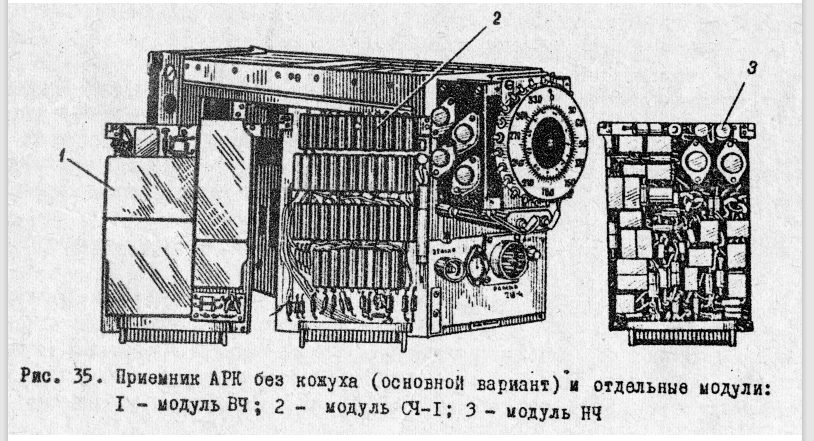 2
3
1
330
Рис. 35. Приемник АРК без кожуха (основной вариант) и отдельные модули:
I - модуль ВЧ; 2 - модуль СЧ-I; 3 - модуль НЧ